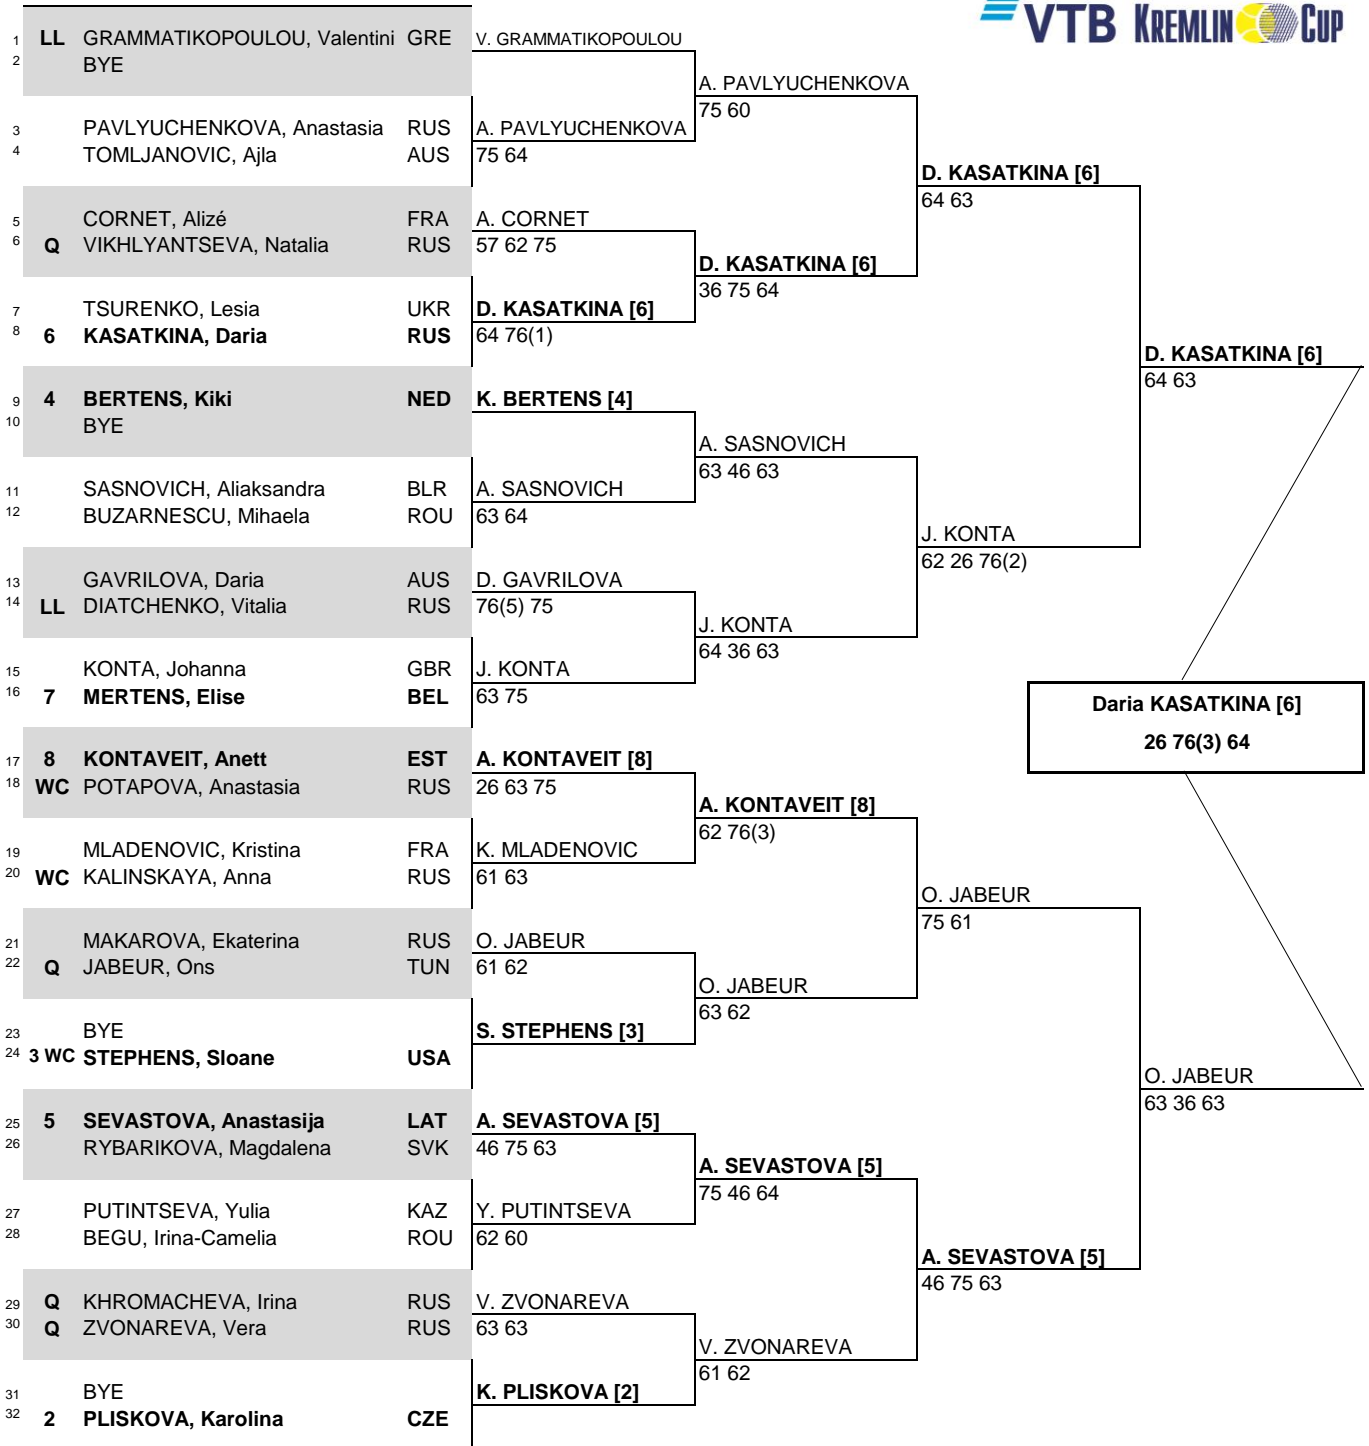 VTB KREMLIN CUP
1 LL GRAMMATIKOPOULOU, Valentini GRE
2 BYE
3 PAVLYUCHENKOVA, Anastasia RUS
4 TOMLJANOVIC, Ajla AUS
5 CORNET, Alizé FRA
6 Q VIKHLYANTSEVA, Natalia RUS
7 TSURENKO, Lesia UKR
8 6 KASATKINA, Daria RUS
9 4 BERTENS, Kiki NED
10 BYE
11 SASNOVICH, Aliaksandra BLR
12 BUZARNESCU, Mihaela ROU
13 GAVRILOVA, Daria AUS
14 LL DIATCHENKO, Vitalia RUS
15 KONTA, Johanna GBR
16 7 MERTENS, Elise BEL
17 8 KONTAVEIT, Anett EST
18 WC POTAPOVA, Anastasia RUS
19 MLADENOVIC, Kristina FRA
20 WC KALINSKAYA, Anna RUS
21 MAKAROVA, Ekaterina RUS
22 Q JABEUR, Ons TUN
23 BYE
24 3 WC STEPHENS, Sloane USA
25 5 SEVASTOVA, Anastasija LAT
26 RYBARIKOVA, Magdalena SVK
27 PUTINTSEVA, Yulia KAZ
28 BEGU, Irina-Camelia ROU
29 Q KHROMACHEVA, Irina RUS
30 Q ZVONAREVA, Vera RUS
31 BYE
32 2 PLISKOVA, Karolina CZE
V. GRAMMATIKOPOULOU
A. PAVLYUCHENKOVA
75 64
A. CORNET
57 62 75
D. KASATKINA [6]
64 76(1)
K. BERTENS [4]
A. SASNOVICH
63 64
D. GAVRILOVA
76(5) 75
J. KONTA
63 75
A. KONTAVEIT [8]
26 63 75
K. MLADENOVIC
61 63
O. JABEUR
61 62
S. STEPHENS [3]
A. SEVASTOVA [5]
46 75 63
Y. PUTINTSEVA
62 60
V. ZVONAREVA
63 63
K. PLISKOVA [2]
A. PAVLYUCHENKOVA
75 60
D. KASATKINA [6]
36 75 64
A. SASNOVICH
63 46 63
J. KONTA
64 36 63
A. KONTAVEIT [8]
62 76(3)
O. JABEUR
63 62
A. SEVASTOVA [5]
75 46 64
V. ZVONAREVA
61 62
D. KASATKINA [6]
64 63
J. KONTA
62 26 76(2)
O. JABEUR
75 61
A. SEVASTOVA [5]
46 75 63
D. KASATKINA [6]
64 63
O. JABEUR
63 36 63
Daria KASATKINA [6]
26 76(3) 64